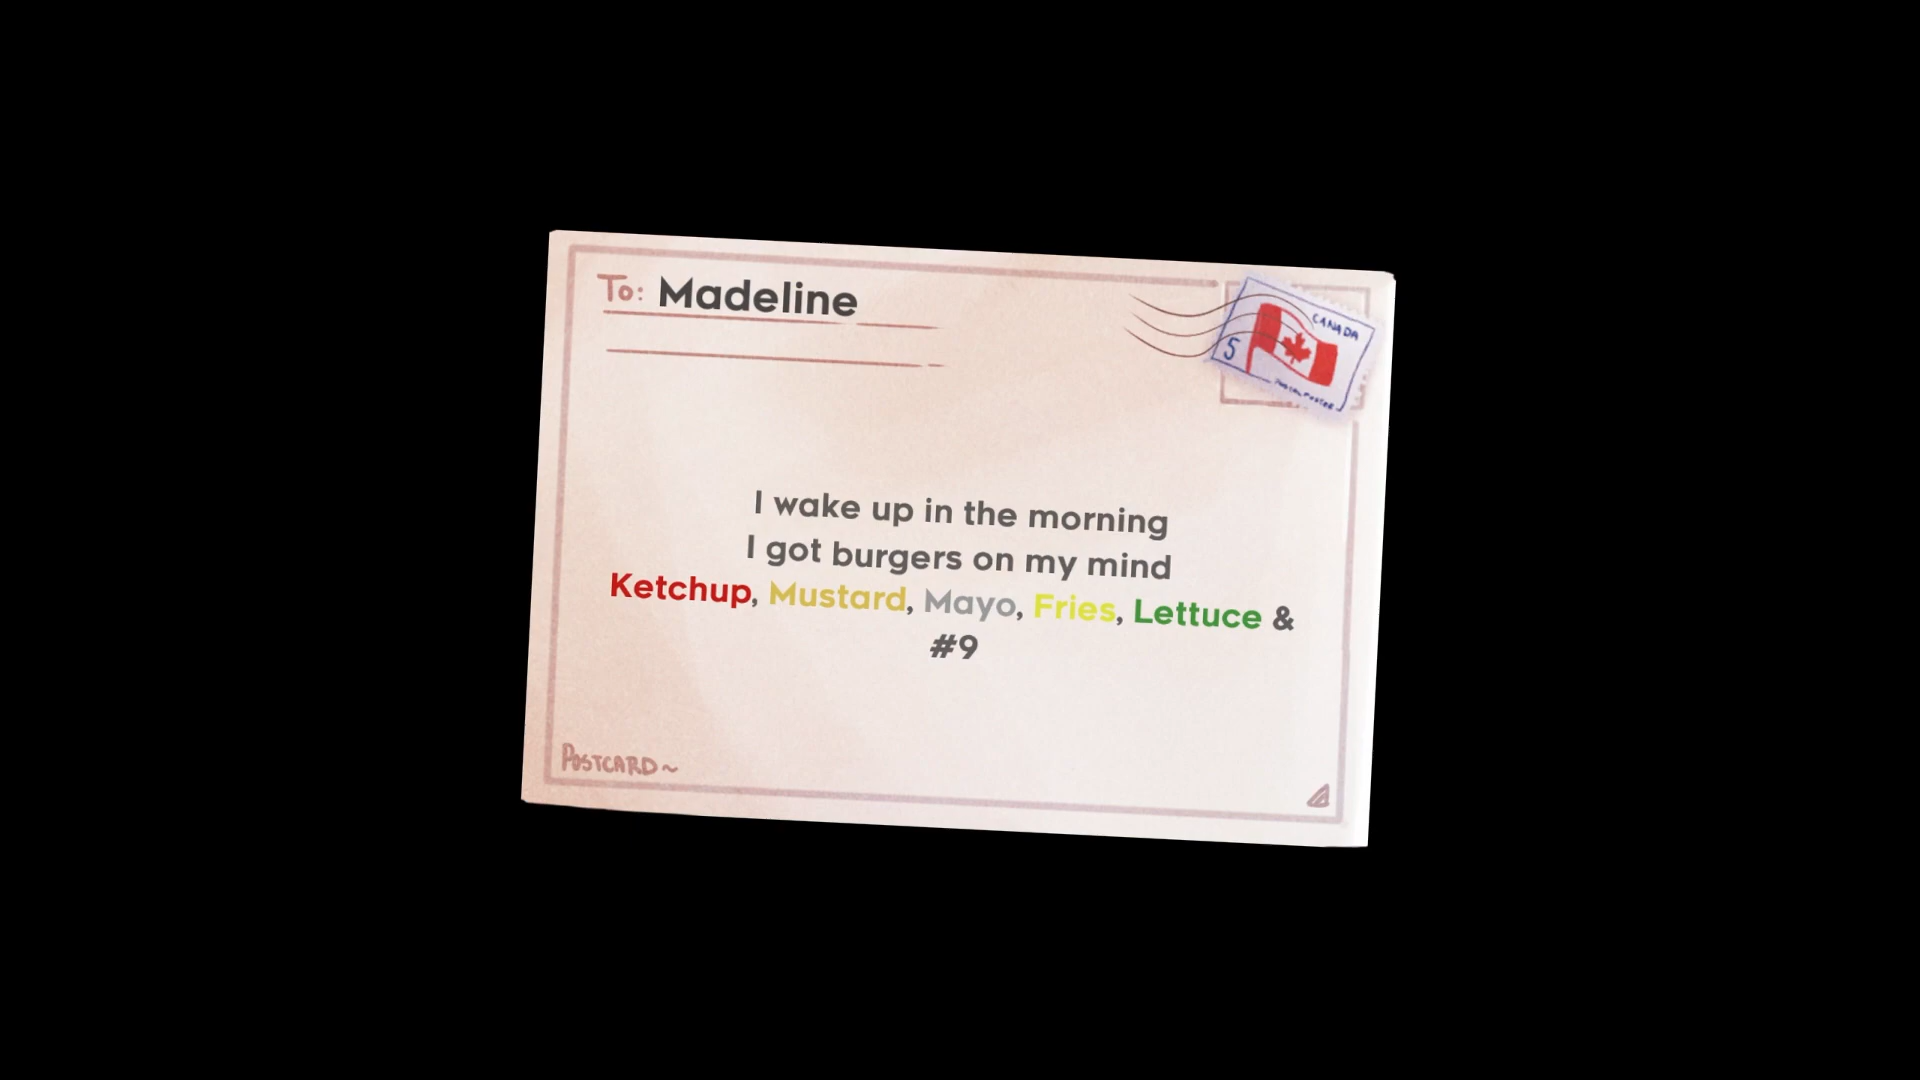 To: Madeline
CANADA
5
I wake up in the morning
I got burgers on my mind
Ketchup, Mustard, Mayo, Fries, Lettuce &
#9
POSTCARD~